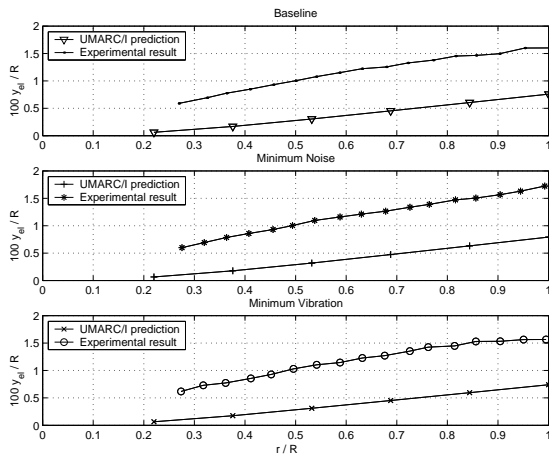 Baseline
2
1.5
1
0.5
0
100 y_el / R
UMARC/I prediction
Experimental result
0 0.1 0.2 0.3 0.4 0.5 0.6 0.7 0.8 0.9 1
Minimum Noise
2
1.5
1
0.5
0
100 y_el / R
UMARC/I prediction
Experimental result
0 0.1 0.2 0.3 0.4 0.5 0.6 0.7 0.8 0.9 1
Minimum Vibration
2
1.5
1
0.5
0
100 y_el / R
UMARC/I prediction
Experimental result
0 0.1 0.2 0.3 0.4 0.5 0.6 0.7 0.8 0.9 1
r / R